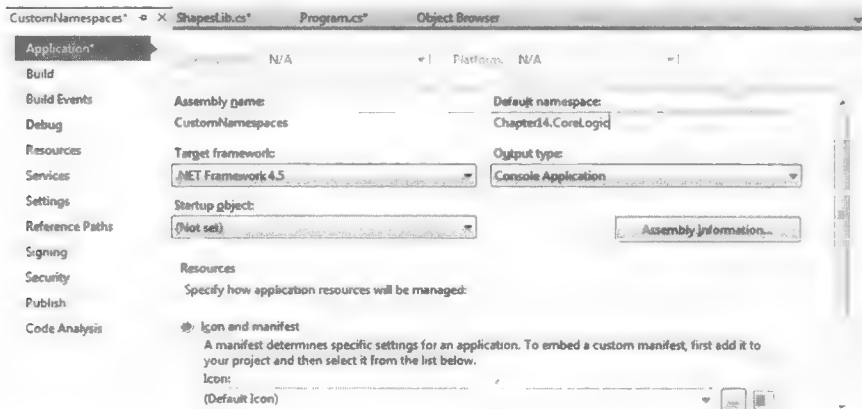 CustomNamespaces* ShapesLib.cs* Program.cs* Object Browser
Application*
N/A Platform: N/A
Build
Build Events
Assembly name: Default namespace:
Debug
CustomNamespaces Chapter14.CoreLogic
Resources
Target framework: Output type:
Services
.NET Framework 4.5 Console Application
Settings
Startup object:
Reference Paths
(Not set) Assembly Information...
Signing
Resources
Security
Specify how application resources will be managed:
Publish
Code Analysis
Icon and manifest
A manifest determines specific settings for an application. To embed a custom manifest, first add it to
your project and then select it from the list below.
Icon:
(Default Icon)